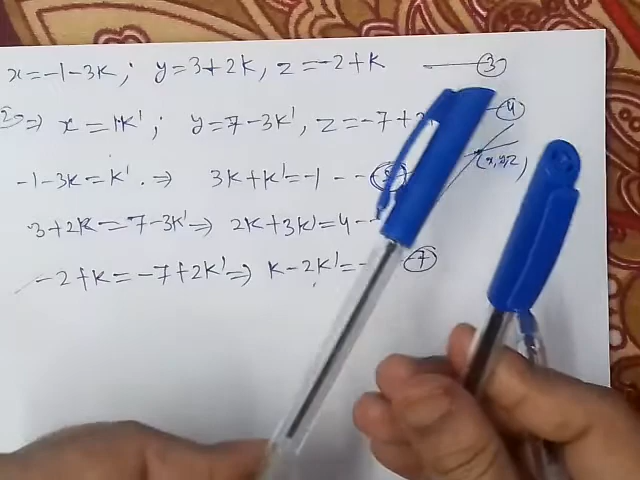 x=-1-3k; y=3+2k, z=-2+k ——— 3
2 ⇒ x=1k'; y=7-3k', z=-7+ 4
-1-3k=k' . ⇒ 3k+k'=-1 ---
(x,y,z)
3+2k=7-3k' ⇒ 2k+3k'=4 --
-2+k=-7+2k' ⇒ k-2k'=- 7